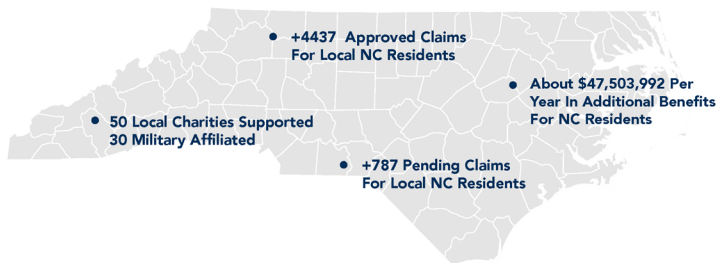 +4437 Approved Claims
For Local NC Residents
About $47,503,992 Per
Year In Additional Benefits
For NC Residents
50 Local Charities Supported
30 Military Affiliated
+787 Pending Claims
For Local NC Residents